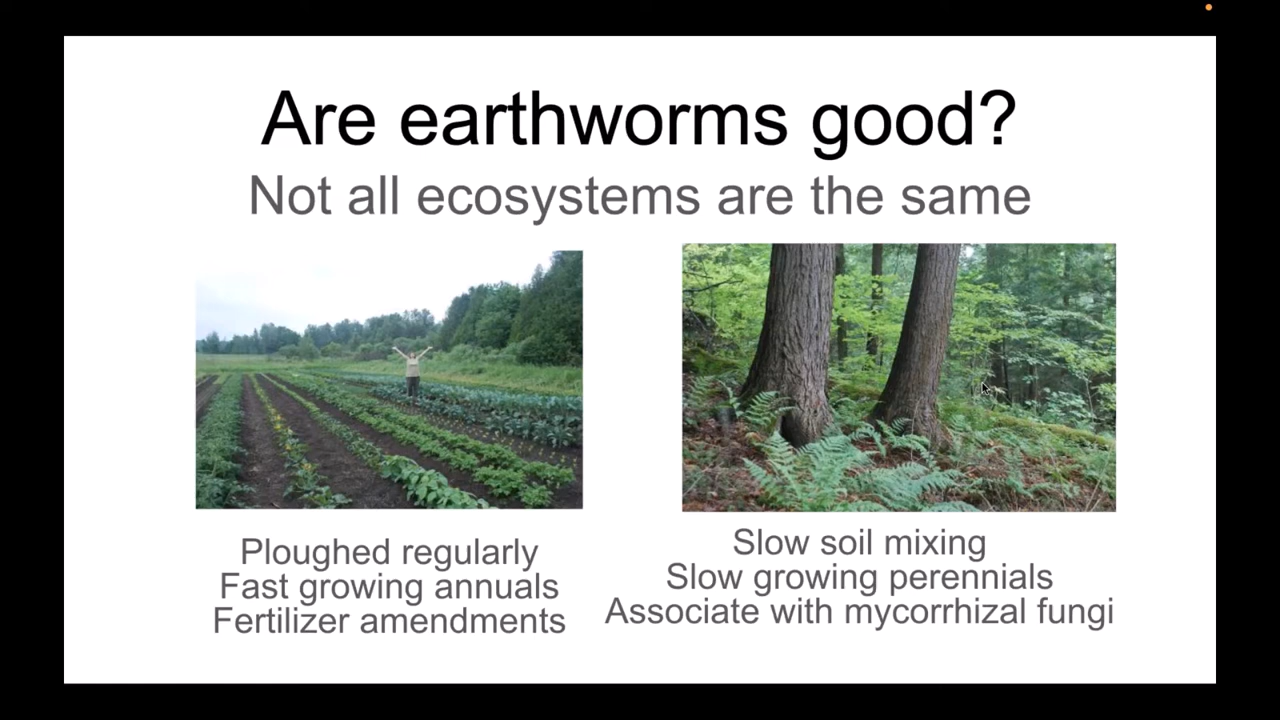 Are earthworms good?
Not all ecosystems are the same
Ploughed regularly
Fast growing annuals
Fertilizer amendments
Slow soil mixing
Slow growing perennials
Associate with mycorrhizal fungi